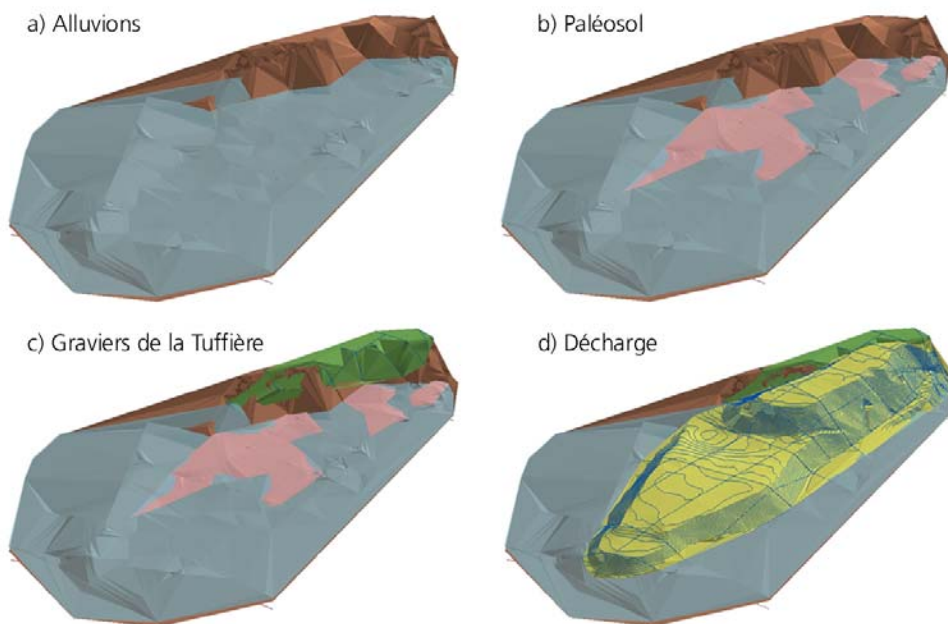 a) Alluvions
b) Paléosol
c) Graviers de la Tuffière
d) Décharge